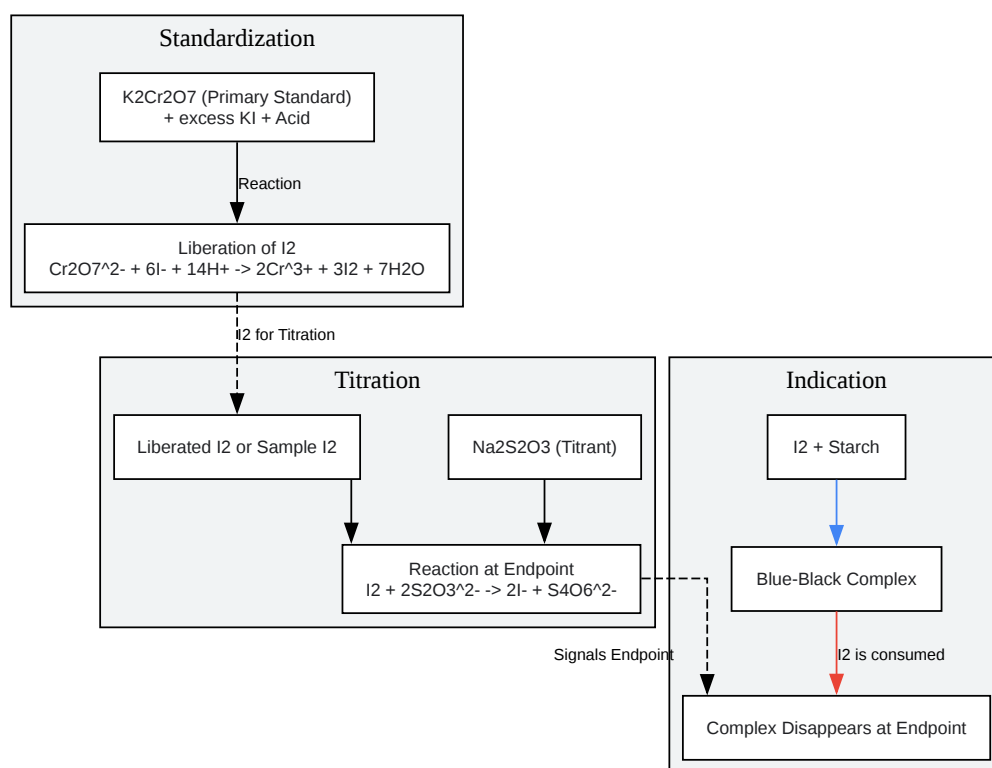 Standardization
K2Cr2O7 (Primary Standard)
+ excess KI + Acid
Reaction
Liberation of I2
Cr2O7^2- + 6I- + 14H+ -> 2Cr^3+ + 3I2 + 7H2O
I2 for Titration
Titration
Liberated I2 or Sample I2
Na2S2O3 (Titrant)
Reaction at Endpoint
I2 + 2S2O3^2- -> 2I- + S4O6^2-
Signals Endpoint
Indication
I2 + Starch
Blue-Black Complex
I2 is consumed
Complex Disappears at Endpoint